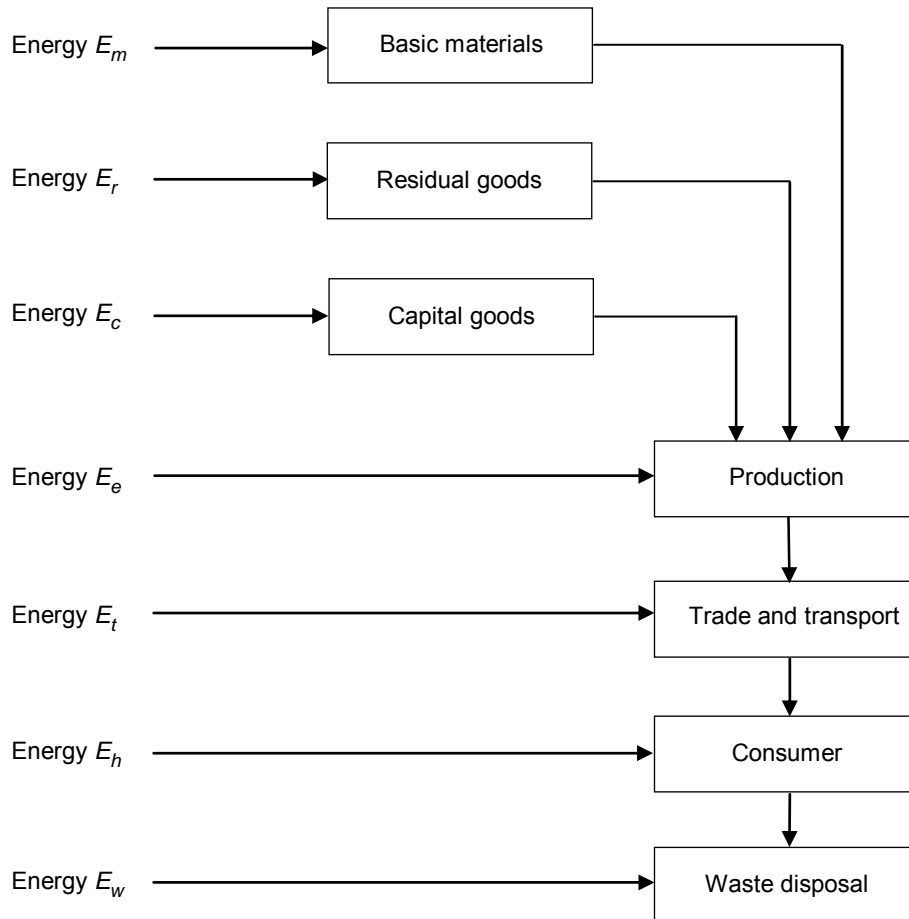 Energy E_m
Basic materials
Energy E_r
Residual goods
Energy E_c
Capital goods
Energy E_e
Production
Energy E_t
Trade and transport
Energy E_h
Consumer
Energy E_w
Waste disposal